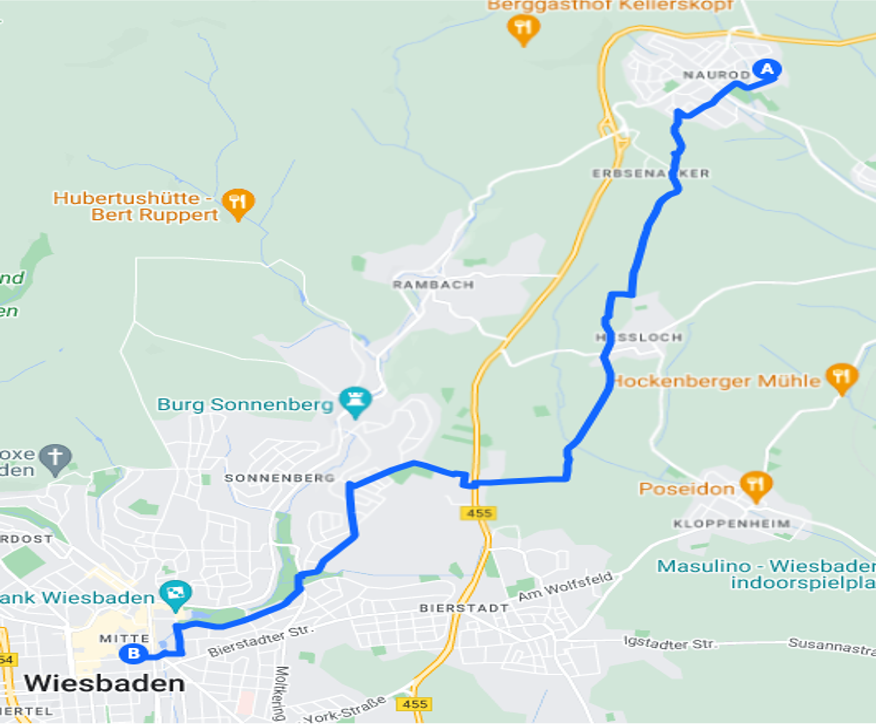 Berggasthof Kellerskopf
NAUROD
A
ERBSENACKER
Hubertushütte -
Bert Ruppert
nd
en
RAMBACH
HESSLOCH
Hockenberger Mühle
Burg Sonnenberg
oxe
den
SONNENBERG
Poseidon
455
KLOPPENHEIM
RDOST
Masulino - Wiesbaden
indoorspielpla
Am Wolfsfeld
ank Wiesbaden
BIERSTADT
MITTE
B
Bierstadter Str.
Igstadter Str.
Susannastra
54
Wiesbaden
Moltkering
York-Straße
455
IERTEL